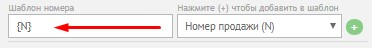 Шаблон номера
Нажмите (+) чтобы добавить в шаблон
{N}
Номер продажи (N)
+